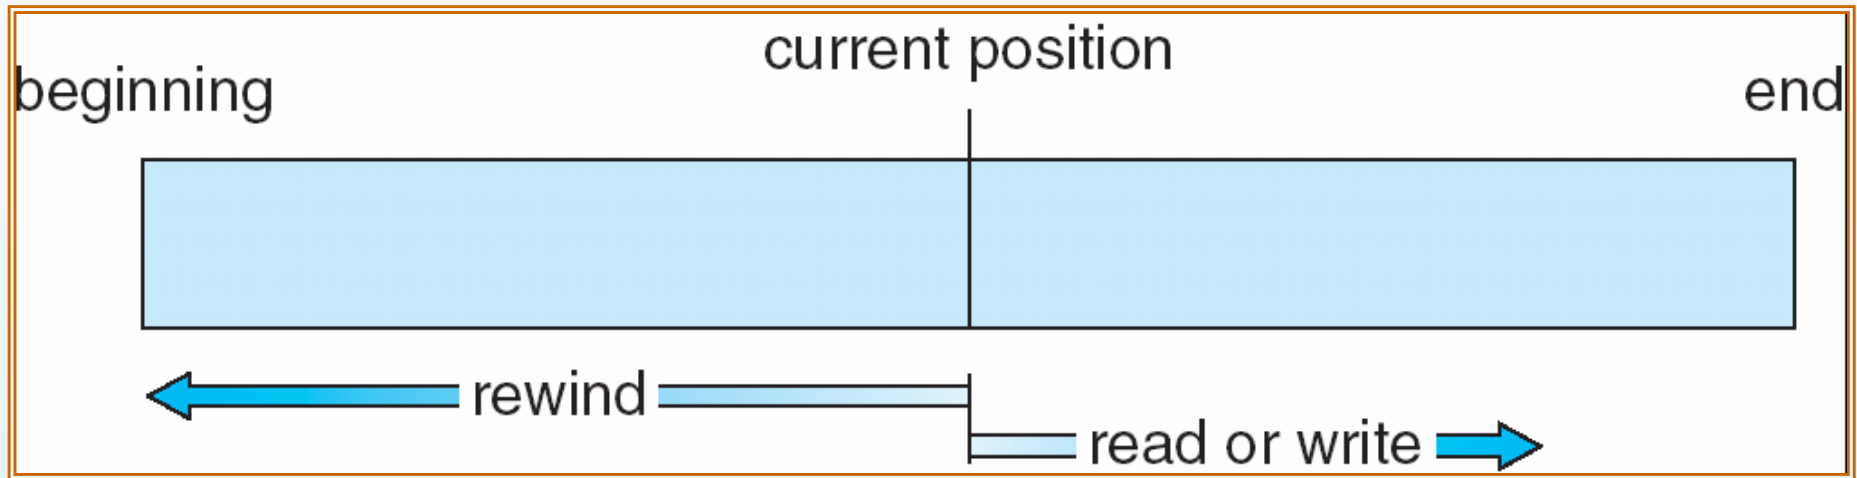 current position
beginning
end
rewind
read or write